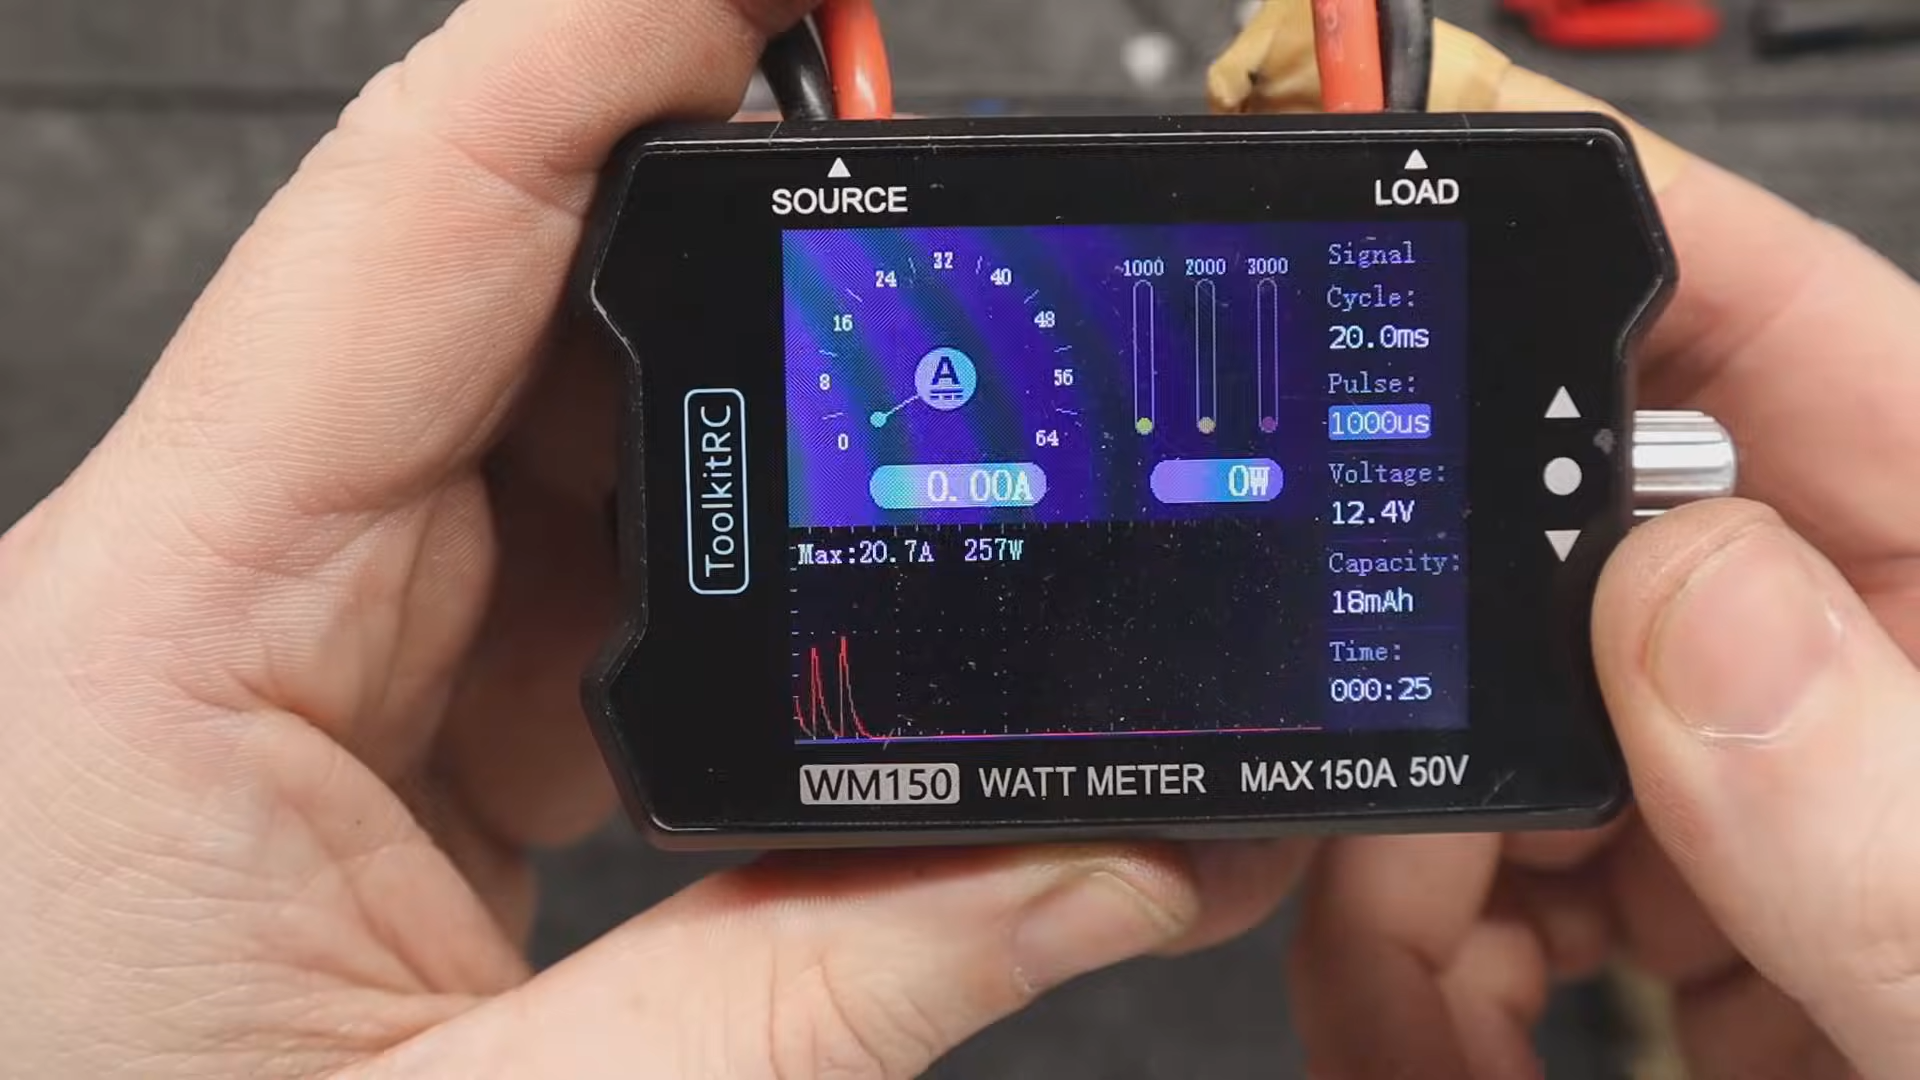 SOURCE
LOAD
ToolkitRC
0
8
16
24
32
40
48
56
64
A
0.00A
1000 2000 3000
0W
Signal
Cycle:
20.0ms
Pulse:
1000us
Voltage:
12.4V
Capacity:
18mAh
Time:
000:25
Max:20.7A 257W
WM150 WATT METER MAX 150A 50V